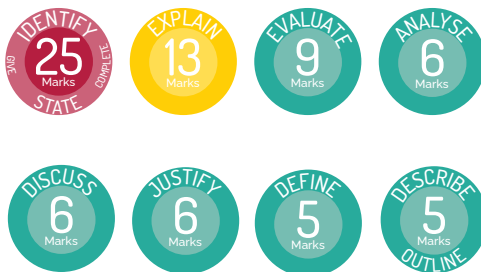 IDENTIFY
GIVE
25
Marks
COMPLETE
STATE
EXPLAIN
13
Marks
EVALUATE
9
Marks
ANALYSE
6
Marks
DISCUSS
6
Marks
JUSTIFY
6
Marks
DEFINE
5
Marks
DESCRIBE
5
Marks
OUTLINE